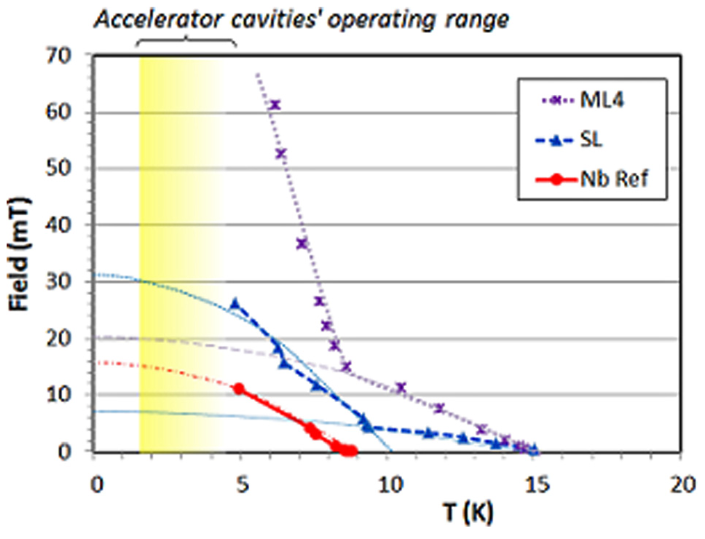 Accelerator cavities' operating range
70
60
50
40
30
20
10
0
Field (mT)
ML4
SL
Nb Ref
0 5 10 15 20
T (K)